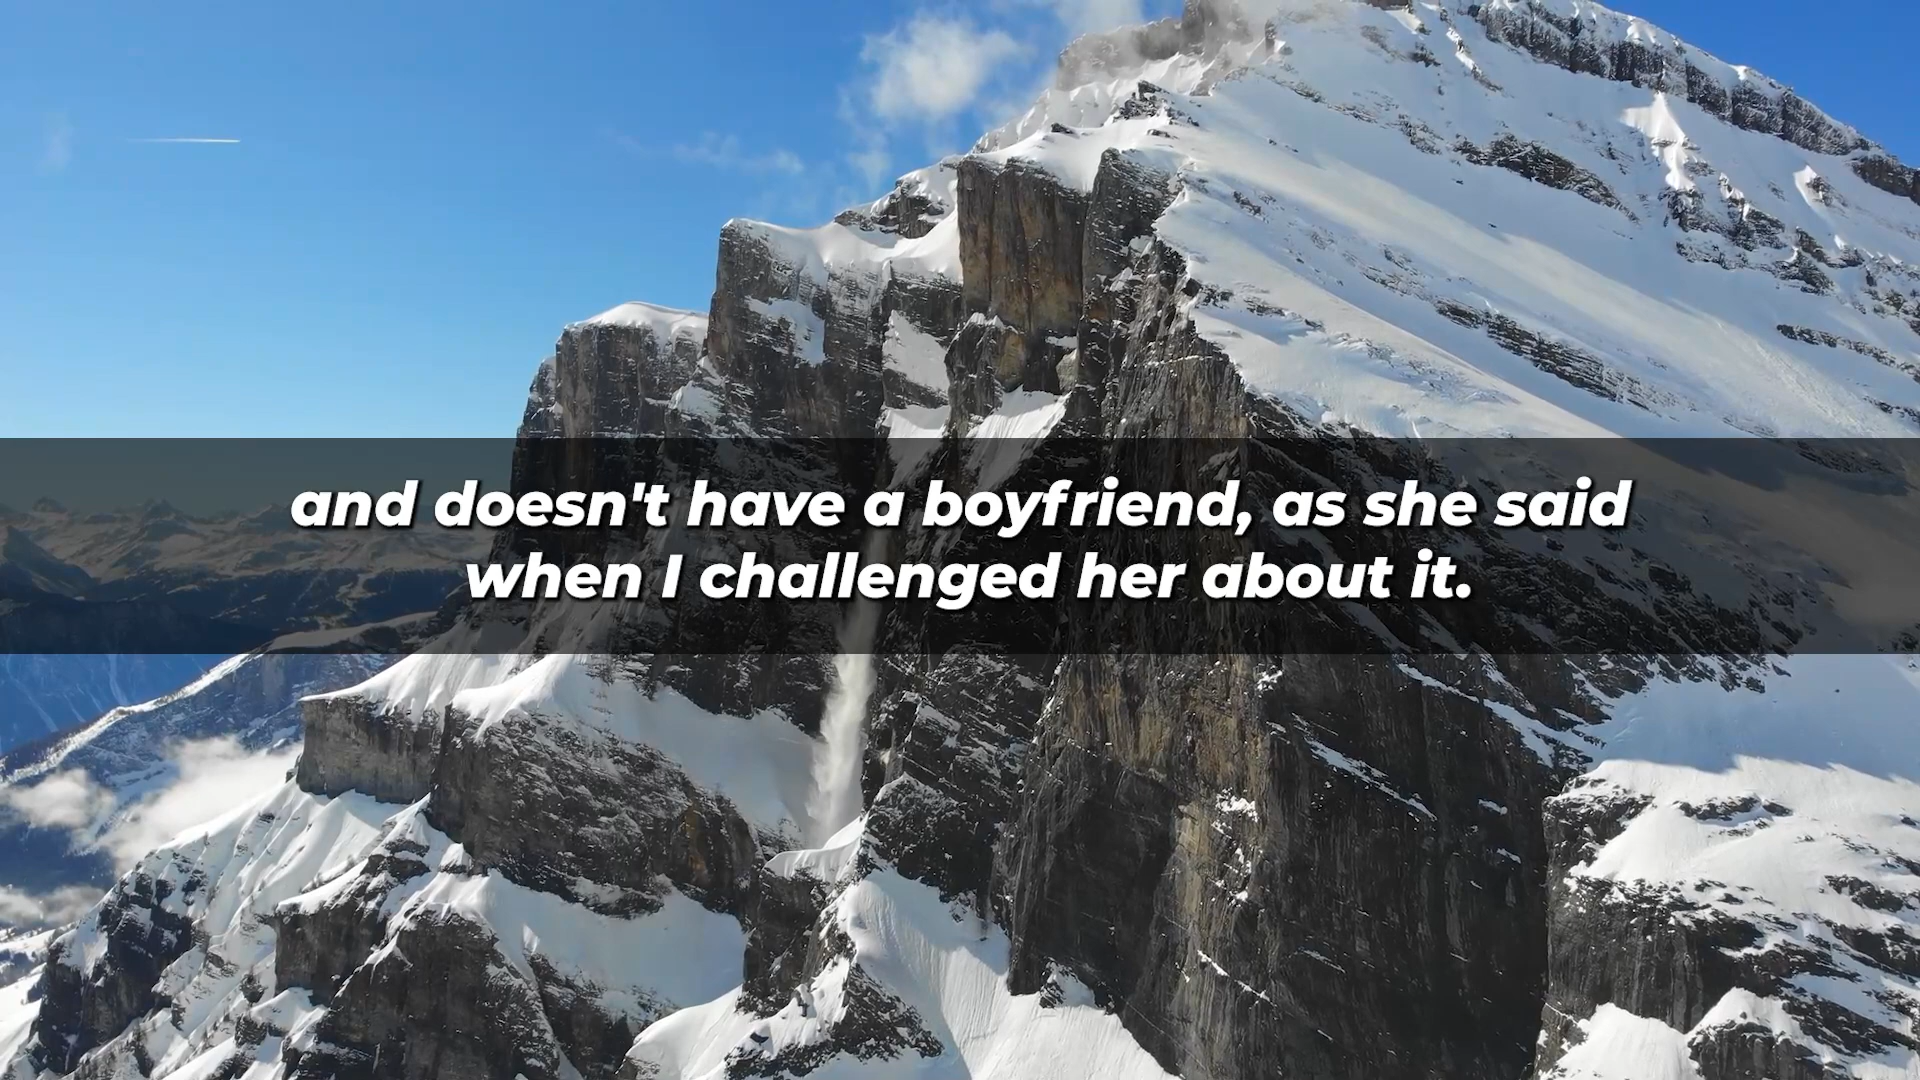 and doesn't have a boyfriend, as she said
when I challenged her about it.